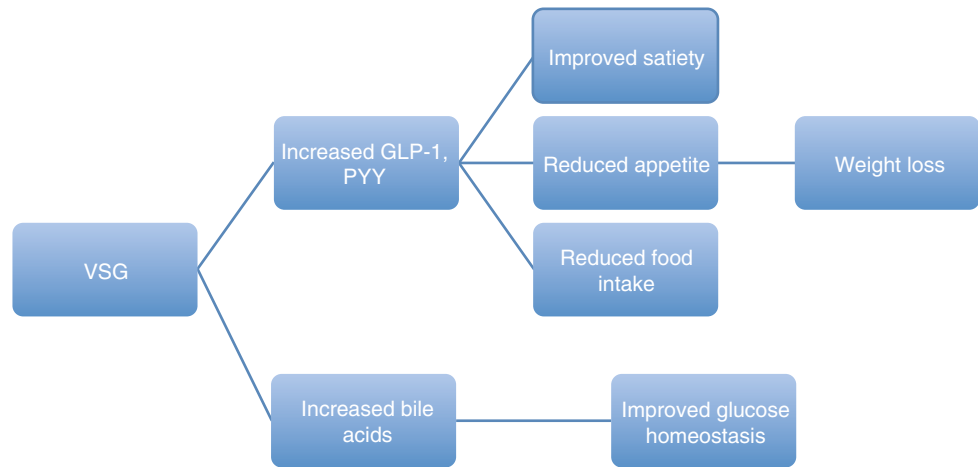 VSG
Increased GLP-1,
PYY
Improved satiety
Reduced appetite
Reduced food
intake
Weight loss
Increased bile
acids
Improved glucose
homeostasis